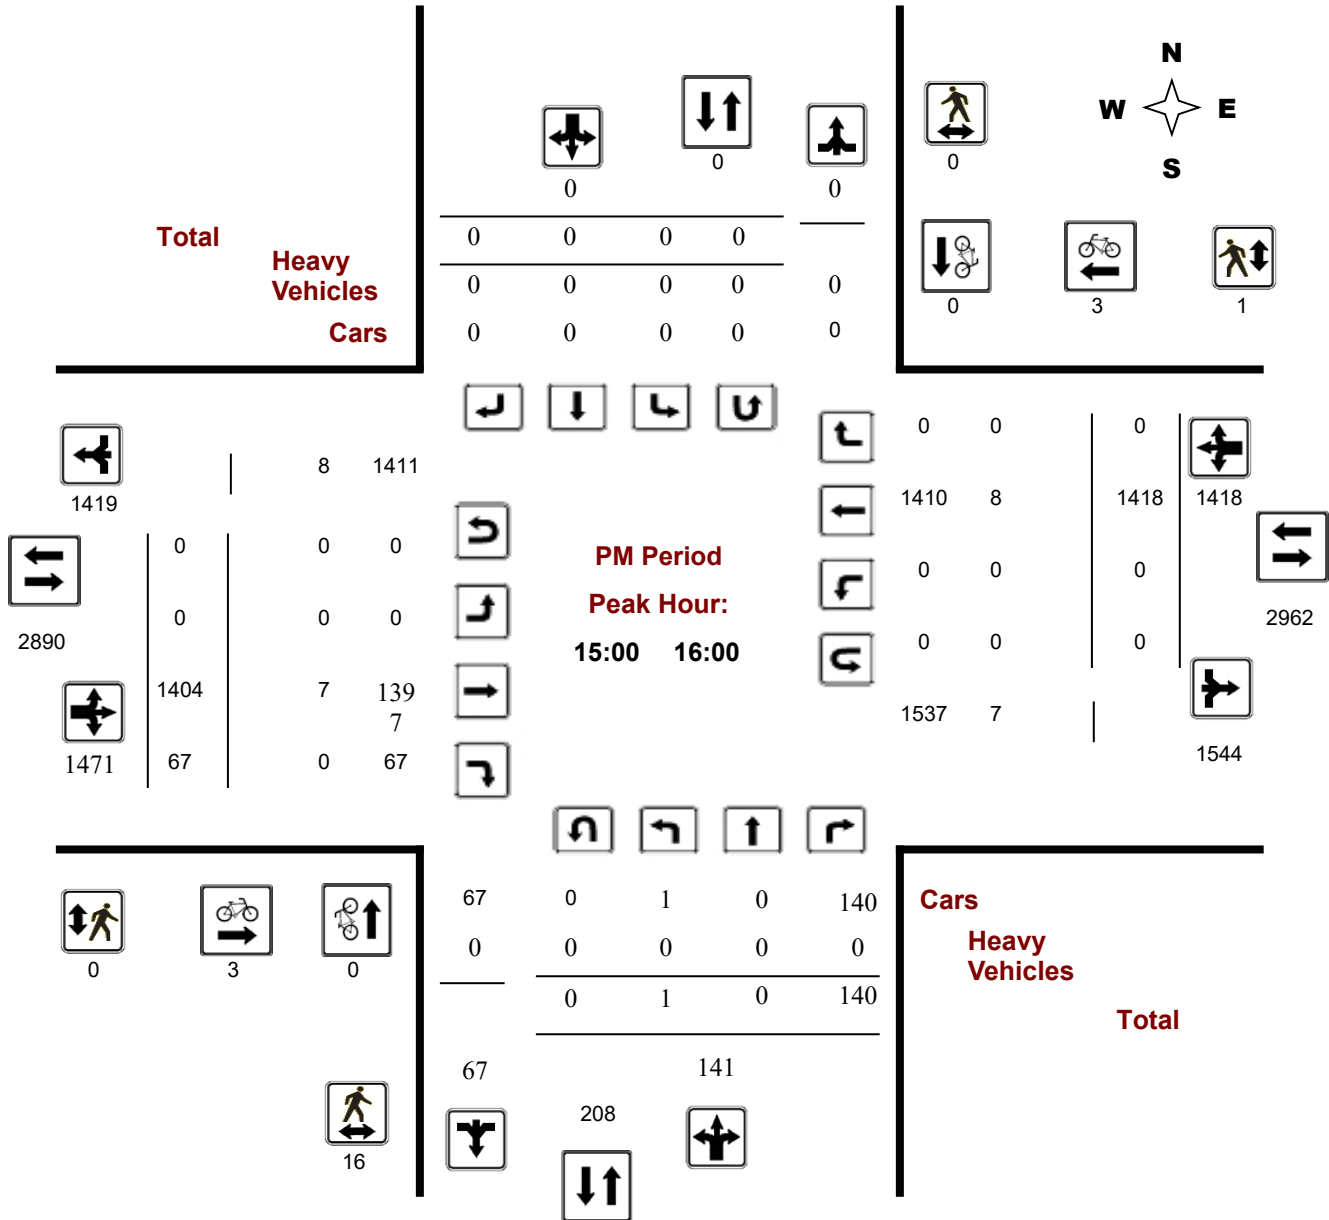 N
W E
S
0
0
0 0
0
Total 0 0 0 0
Heavy
Vehicles 0 0 0 0 0
Cars 0 0 0 0 0
0 3 1
0 0 0
8 1411
1419
1410 8 1418 1418
0 0 0
PM Period
0 0 0
2890
0 0 0
Peak Hour:
2962
15:00 16:00
0 0 0
1404 7 139
7
1537 7
1471 67 0 67
1544
67 0 1 0 140 Cars
0 0 0 0 0 Heavy
Vehicles
0 3 0
0 1 0 140
Total
67 141
208
16